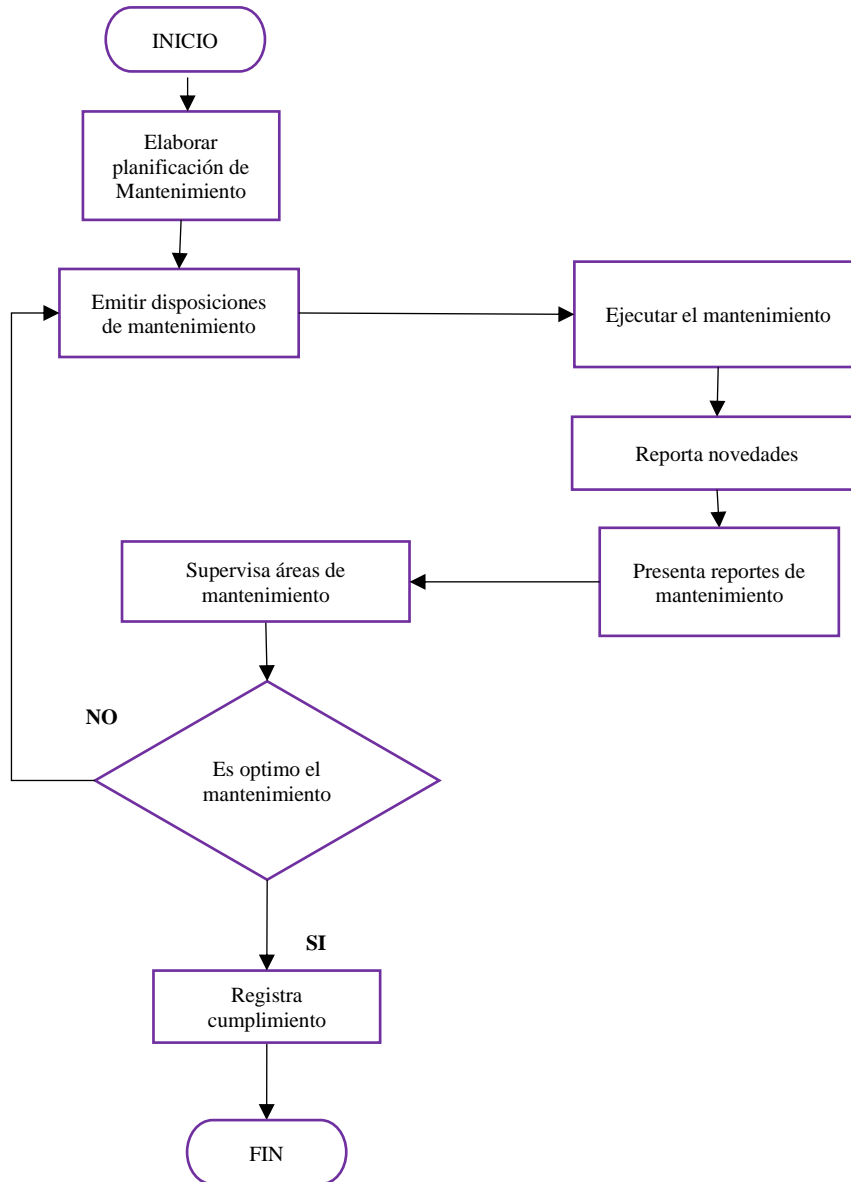 INICIO
Elaborar
planificación de
Mantenimiento
Emitir disposiciones
de mantenimiento
Ejecutar el mantenimiento
Reporta novedades
Presenta reportes de
mantenimiento
Supervisa áreas de
mantenimiento
NO
Es optimo el
mantenimiento
SI
Registra
cumplimiento
FIN